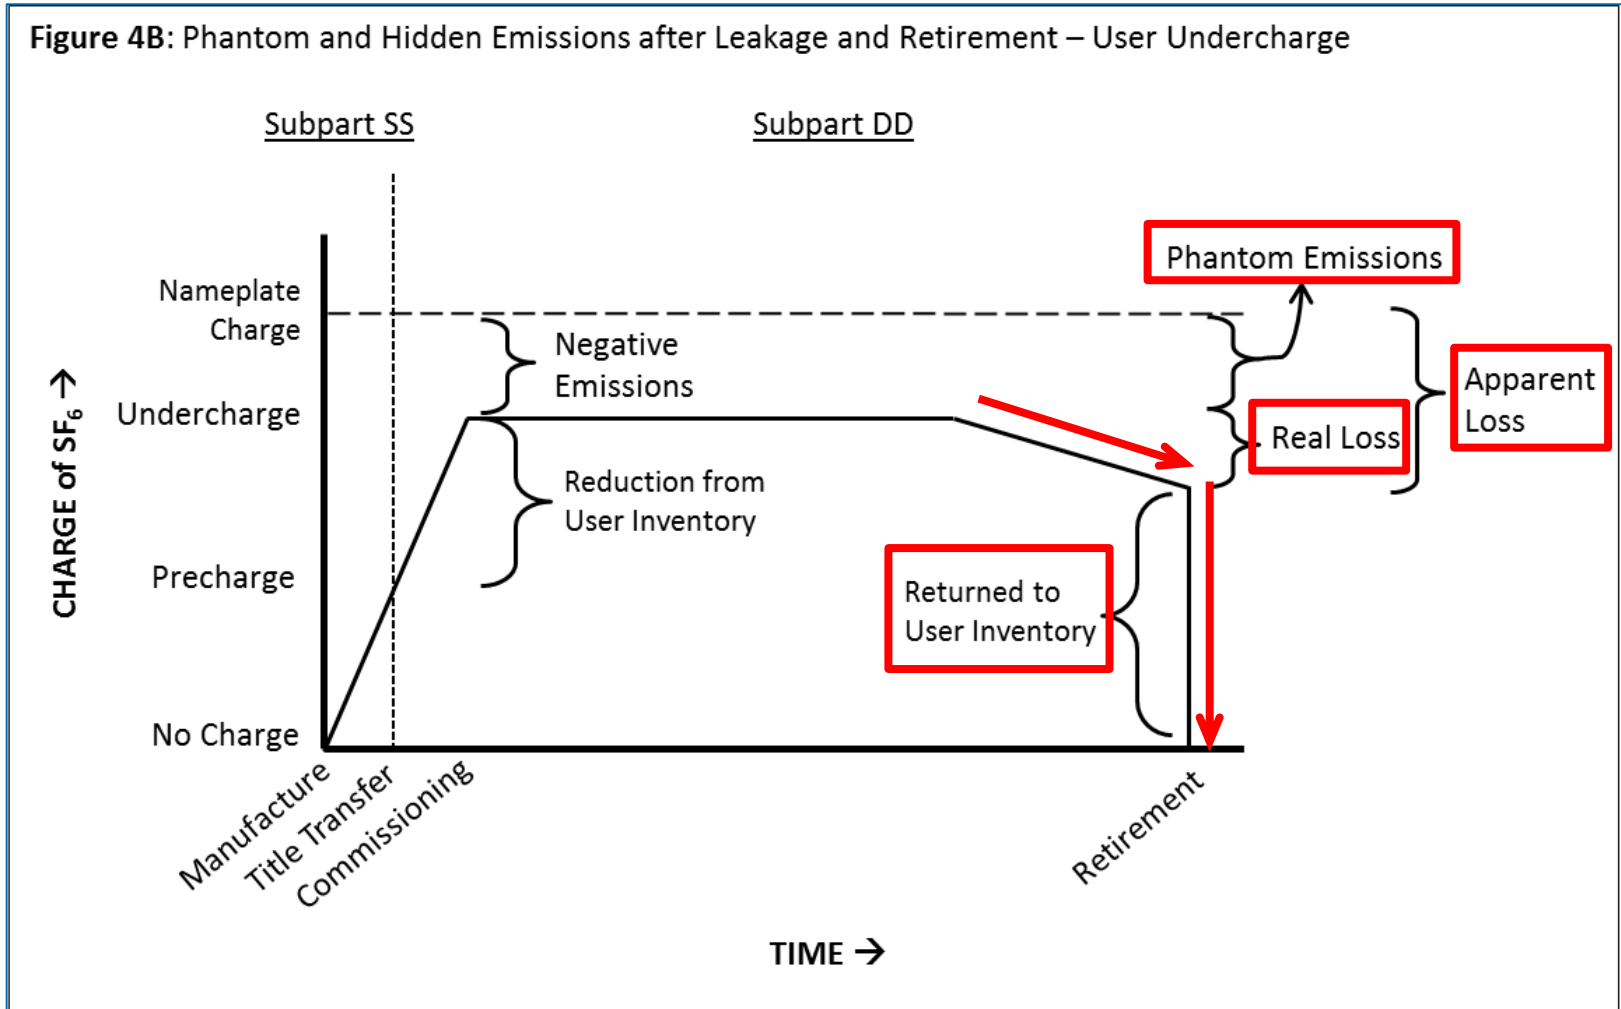 Figure 4B: Phantom and Hidden Emissions after Leakage and Retirement – User Undercharge
Subpart SS
Subpart DD
Phantom Emissions
Nameplate
Charge
Negative
Emissions
Apparent
Loss
Undercharge
Real Loss
Reduction from
User Inventory
Precharge
Returned to
User Inventory
No Charge
CHARGE of SF₆ →
Manufacture
Title Transfer
Commissioning
Retirement
TIME →